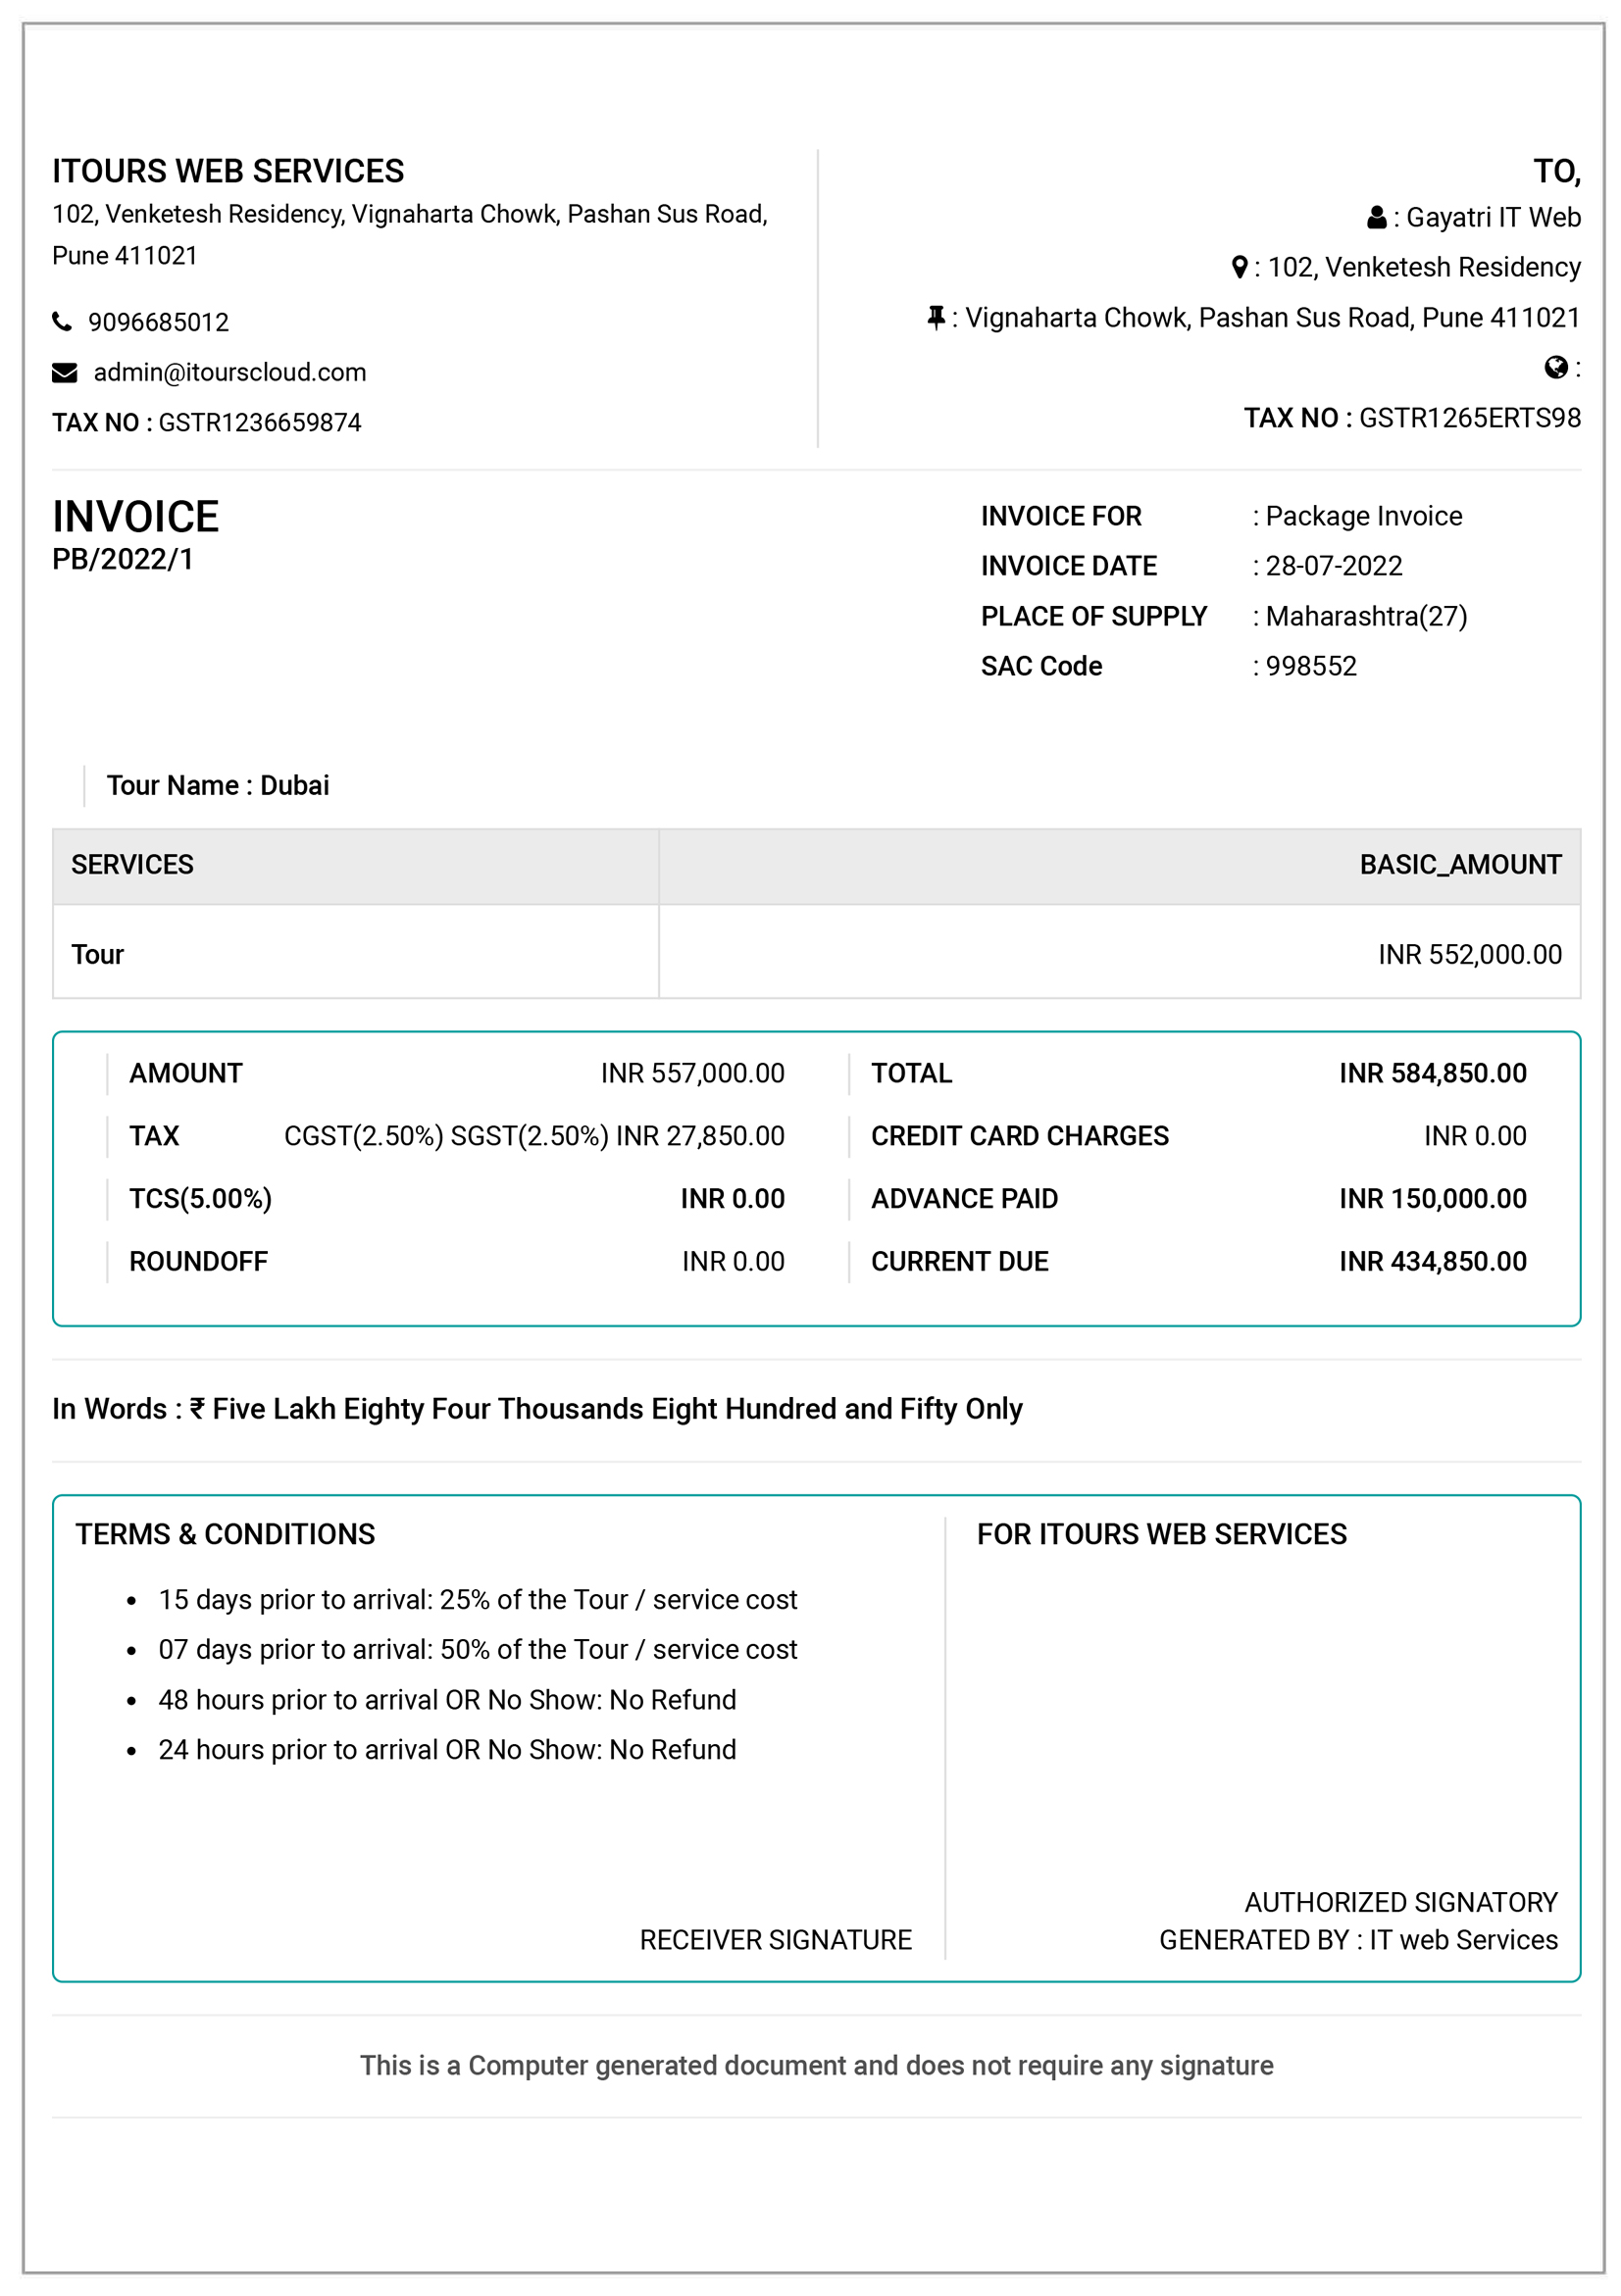 ITOURS WEB SERVICES
102, Venketesh Residency, Vignaharta Chowk, Pashan Sus Road,
Pune 411021
9096685012
admin@itourscloud.com
TAX NO : GSTR1236659874
TO,
: Gayatri IT Web
: 102, Venketesh Residency
: Vignaharta Chowk, Pashan Sus Road, Pune 411021
:
TAX NO : GSTR1265ERTS98
INVOICE
PB/2022/1
INVOICE FOR : Package Invoice
INVOICE DATE : 28-07-2022
PLACE OF SUPPLY : Maharashtra(27)
SAC Code : 998552
Tour Name : Dubai
SERVICES BASIC_AMOUNT
Tour INR 552,000.00
AMOUNT INR 557,000.00 TOTAL INR 584,850.00
TAX CGST(2.50%) SGST(2.50%) INR 27,850.00 CREDIT CARD CHARGES INR 0.00
TCS(5.00%) INR 0.00 ADVANCE PAID INR 150,000.00
ROUNDOFF INR 0.00 CURRENT DUE INR 434,850.00
In Words : ₹ Five Lakh Eighty Four Thousands Eight Hundred and Fifty Only
TERMS & CONDITIONS
• 15 days prior to arrival: 25% of the Tour / service cost
• 07 days prior to arrival: 50% of the Tour / service cost
• 48 hours prior to arrival OR No Show: No Refund
• 24 hours prior to arrival OR No Show: No Refund
RECEIVER SIGNATURE
FOR ITOURS WEB SERVICES
AUTHORIZED SIGNATORY
GENERATED BY : IT web Services
This is a Computer generated document and does not require any signature